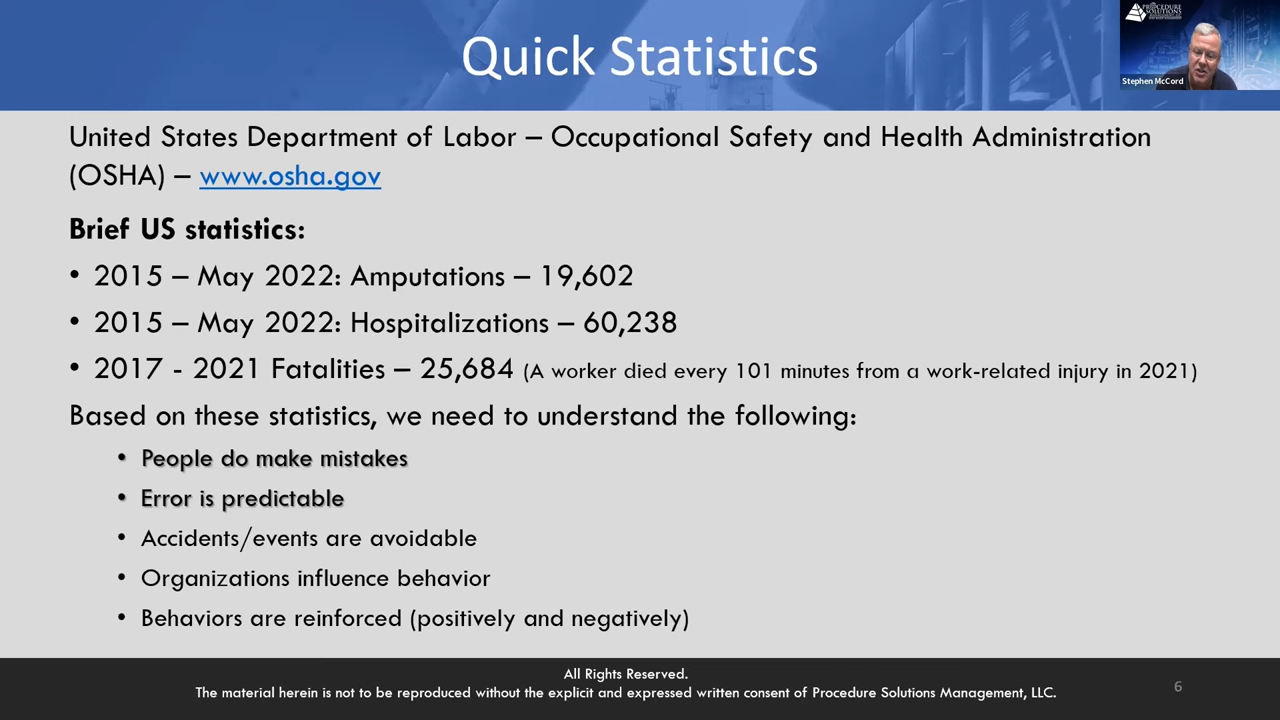 Quick Statistics
PROCEDURE
SOLUTIONS
Stephen McCord
United States Department of Labor – Occupational Safety and Health Administration
(OSHA) – www.osha.gov
Brief US statistics:
• 2015 – May 2022: Amputations – 19,602
• 2015 – May 2022: Hospitalizations – 60,238
• 2017 - 2021 Fatalities – 25,684 (A worker died every 101 minutes from a work-related injury in 2021)
Based on these statistics, we need to understand the following:
• People do make mistakes
• Error is predictable
• Accidents/events are avoidable
• Organizations influence behavior
• Behaviors are reinforced (positively and negatively)
All Rights Reserved.
The material herein is not to be reproduced without the explicit and expressed written consent of Procedure Solutions Management, LLC.
6